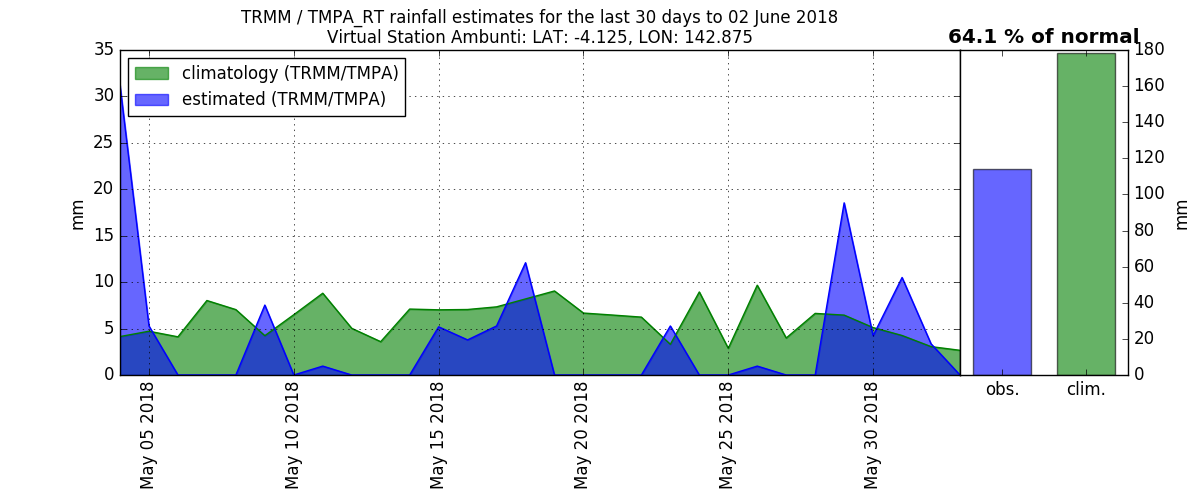 TRMM / TMPA_RT rainfall estimates for the last 30 days to 02 June 2018
Virtual Station Ambunti: LAT: -4.125, LON: 142.875
64.1 % of normal
climatology (TRMM/TMPA)
estimated (TRMM/TMPA)
35
30
25
20
15
10
5
0
mm
May 05 2018
May 10 2018
May 15 2018
May 20 2018
May 25 2018
May 30 2018
180
160
140
120
100
80
60
40
20
0
mm
obs.
clim.